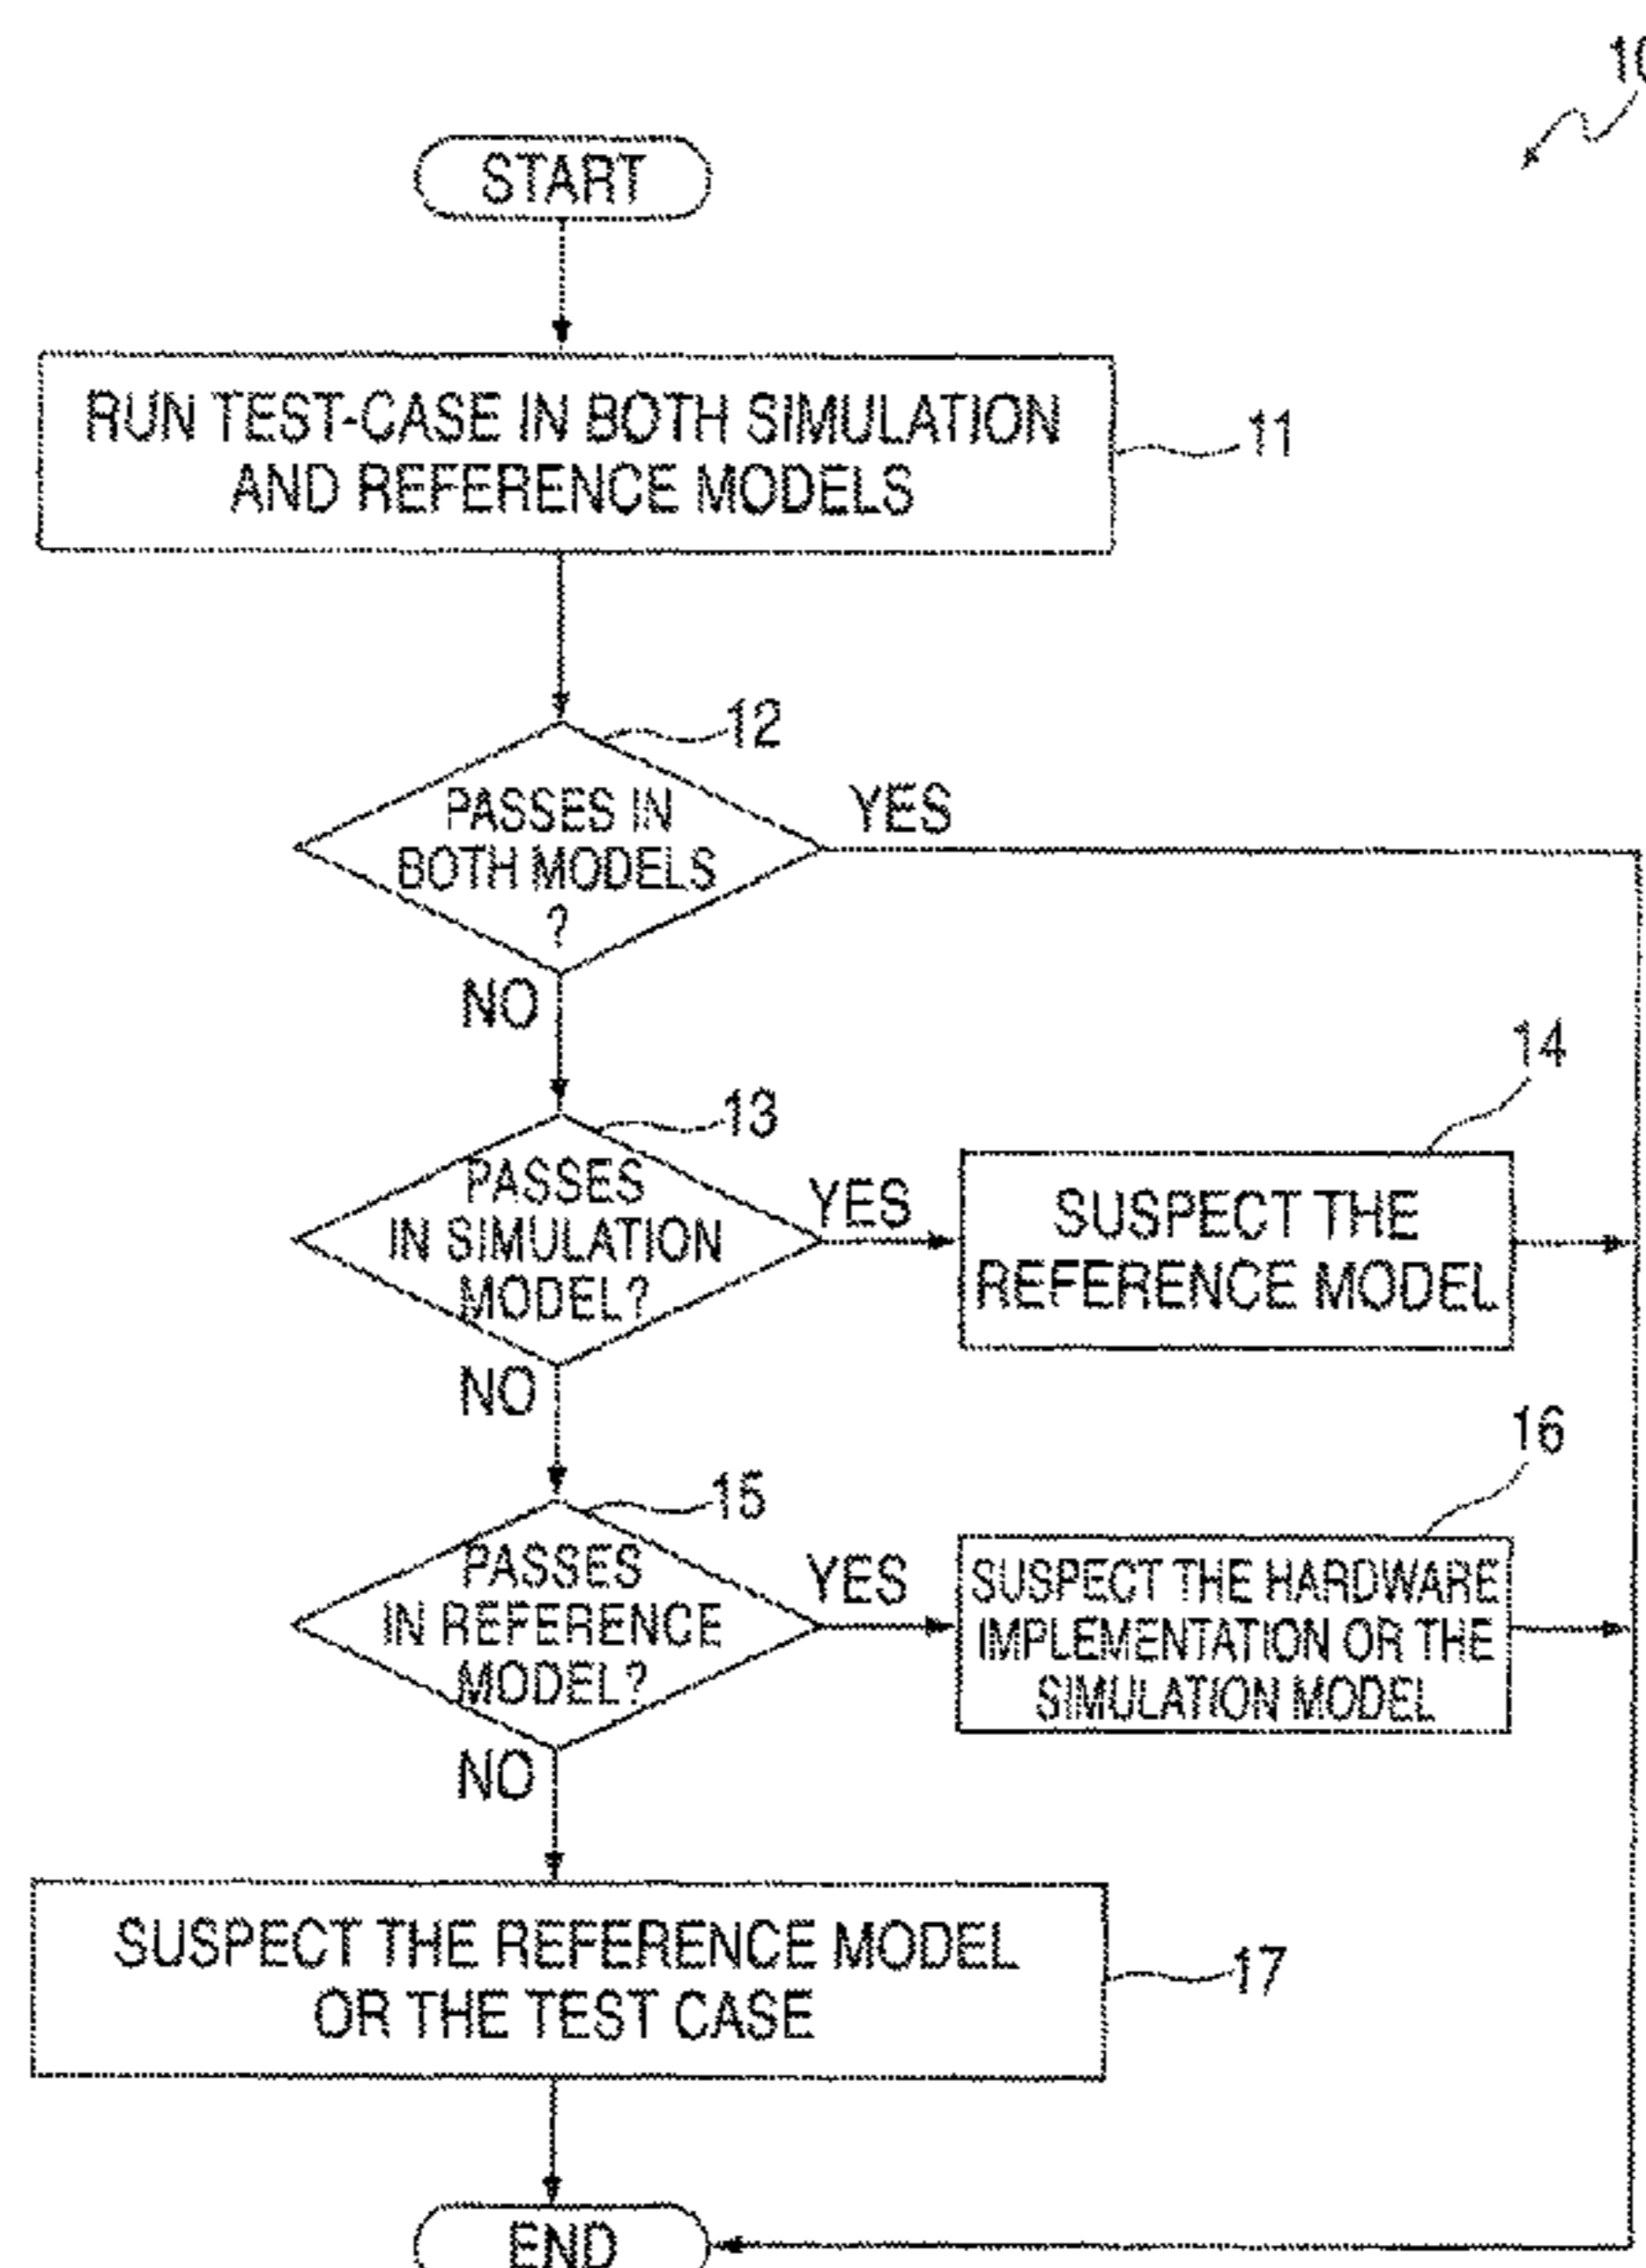 10
START
RUN TEST-CASE IN BOTH SIMULATION
AND REFERENCE MODELS
11
12
PASSES IN
BOTH MODELS
?
YES
NO
13
PASSES
IN SIMULATION
MODEL?
YES
14
SUSPECT THE
REFERENCE MODEL
NO
15
PASSES
IN REFERENCE
MODEL?
YES
16
SUSPECT THE HARDWARE
IMPLEMENTATION OR THE
SIMULATION MODEL
NO
SUSPECT THE REFERENCE MODEL
OR THE TEST CASE
17
END